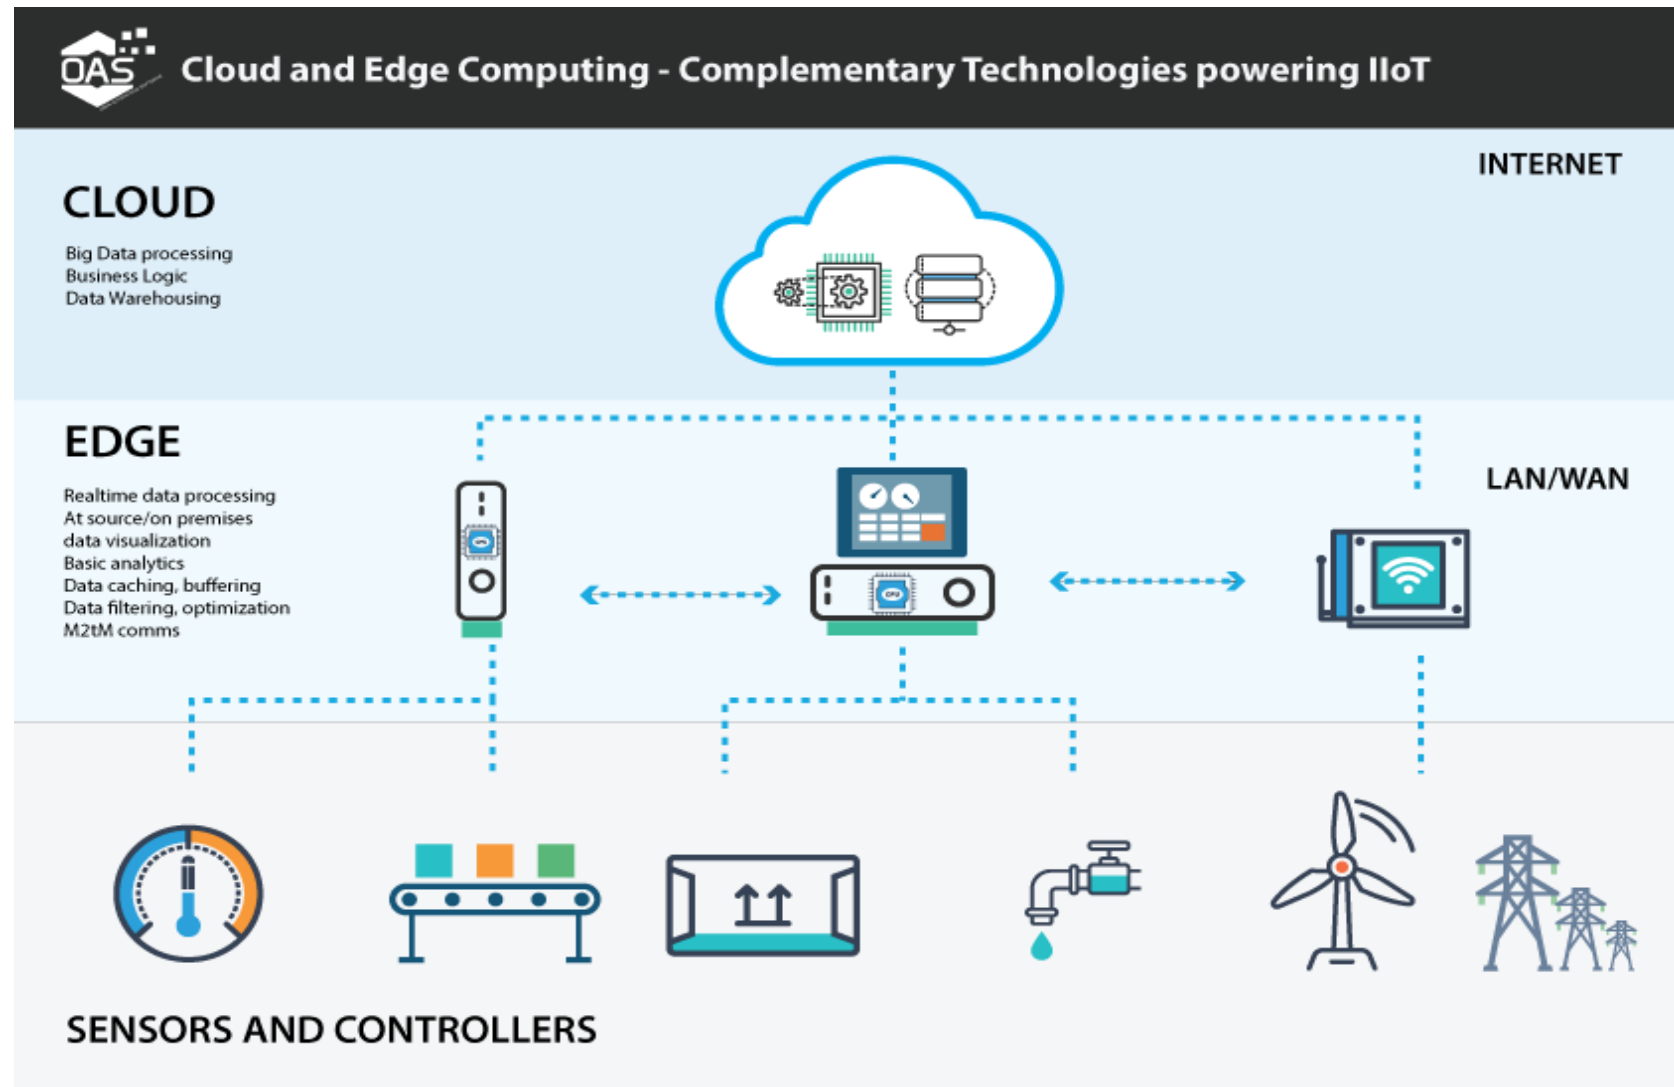 OAS
Cloud and Edge Computing - Complementary Technologies powering IIoT
INTERNET
CLOUD
Big Data processing
Business Logic
Data Warehousing
EDGE
LAN/WAN
Realtime data processing
At source/on premises
data visualization
Basic analytics
Data caching, buffering
Data filtering, optimization
M2tM comms
CPU
SENSORS AND CONTROLLERS